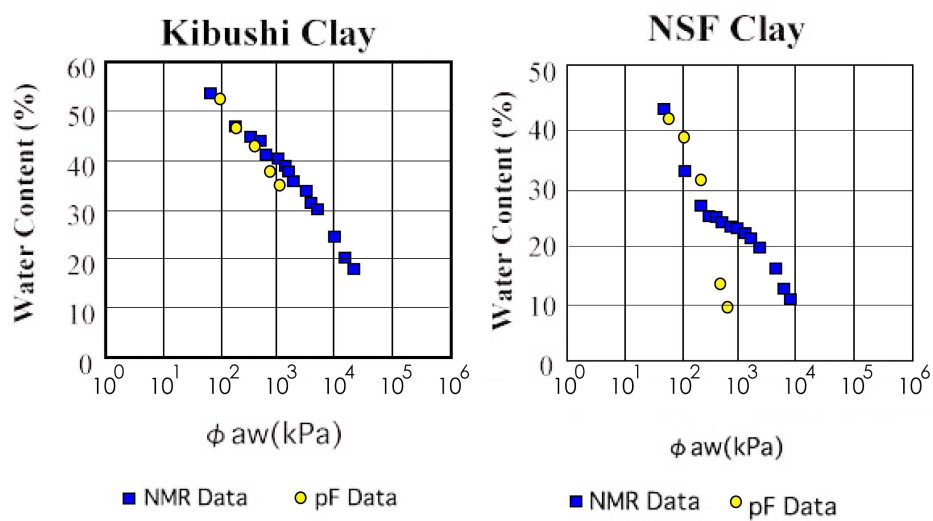 Kibushi Clay
Water Content (%)
60
50
40
30
20
10
0
10^0 10^1 10^2 10^3 10^4 10^5 10^6
ϕ aw(kPa)
NMR Data pF Data
NSF Clay
Water Content (%)
50
40
30
20
10
0
10^0 10^1 10^2 10^3 10^4 10^5 10^6
ϕ aw(kPa)
NMR Data pF Data